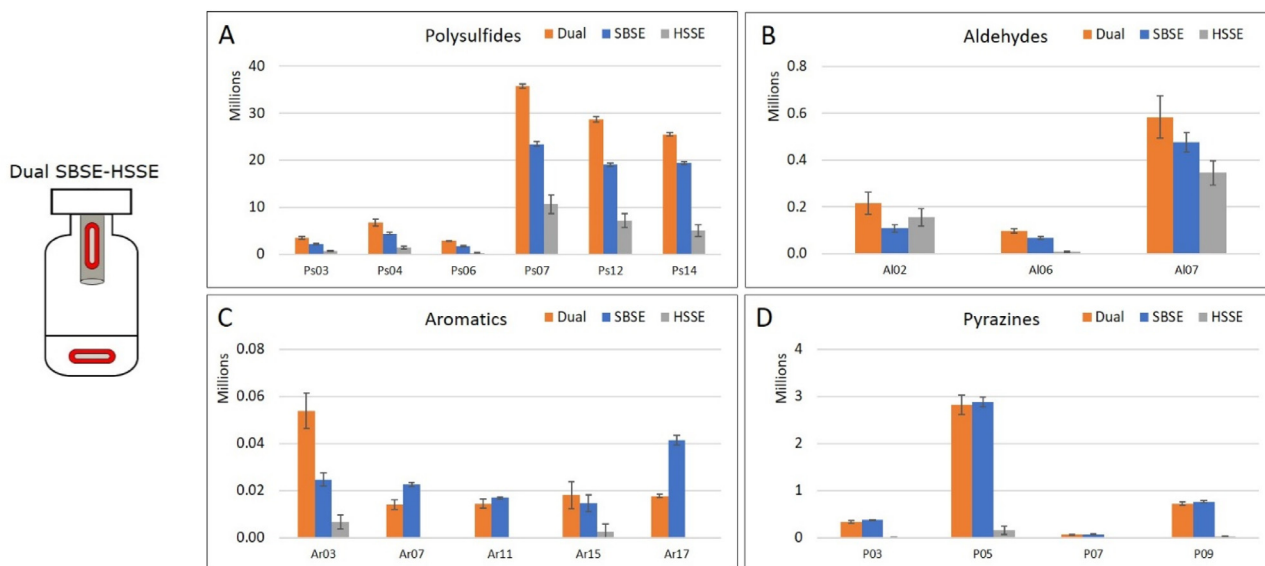 Dual SBSE-HSSE
A
Polysulfides
Dual SBSE HSSE
Millions
40
30
20
10
0
Ps03 Ps04 Ps06 Ps07 Ps12 Ps14
B
Aldehydes
Dual SBSE HSSE
Millions
0.8
0.6
0.4
0.2
0.0
Al02 Al06 Al07
C
Aromatics
Dual SBSE HSSE
Millions
0.08
0.06
0.04
0.02
0.00
Ar03 Ar07 Ar11 Ar15 Ar17
D
Pyrazines
Dual SBSE HSSE
Millions
4
3
2
1
0
P03 P05 P07 P09